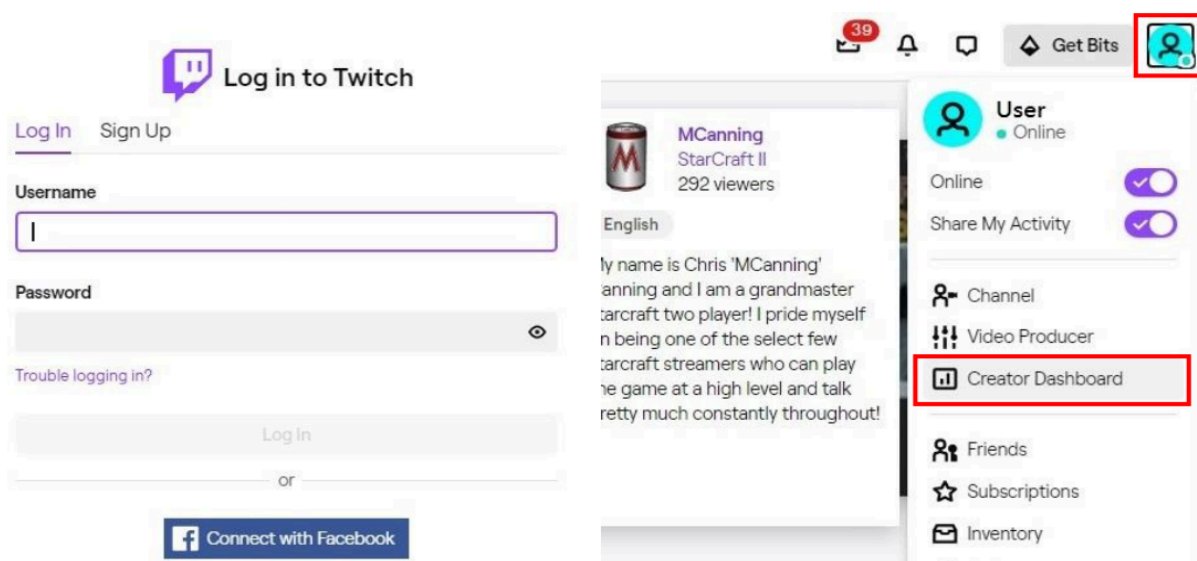 Log in to Twitch
Log In Sign Up
Username
Password
Trouble logging in?
Log In
or
Connect with Facebook
39
Get Bits
MCanning
StarCraft II
292 viewers
English
y name is Chris 'MCanning'
anning and I am a grandmaster
tarcraft two player! I pride myself
n being one of the select few
tarcraft streamers who can play
he game at a high level and talk
retty much constantly throughout!
User
Online
Online
Share My Activity
Channel
Video Producer
Creator Dashboard
Friends
Subscriptions
Inventory